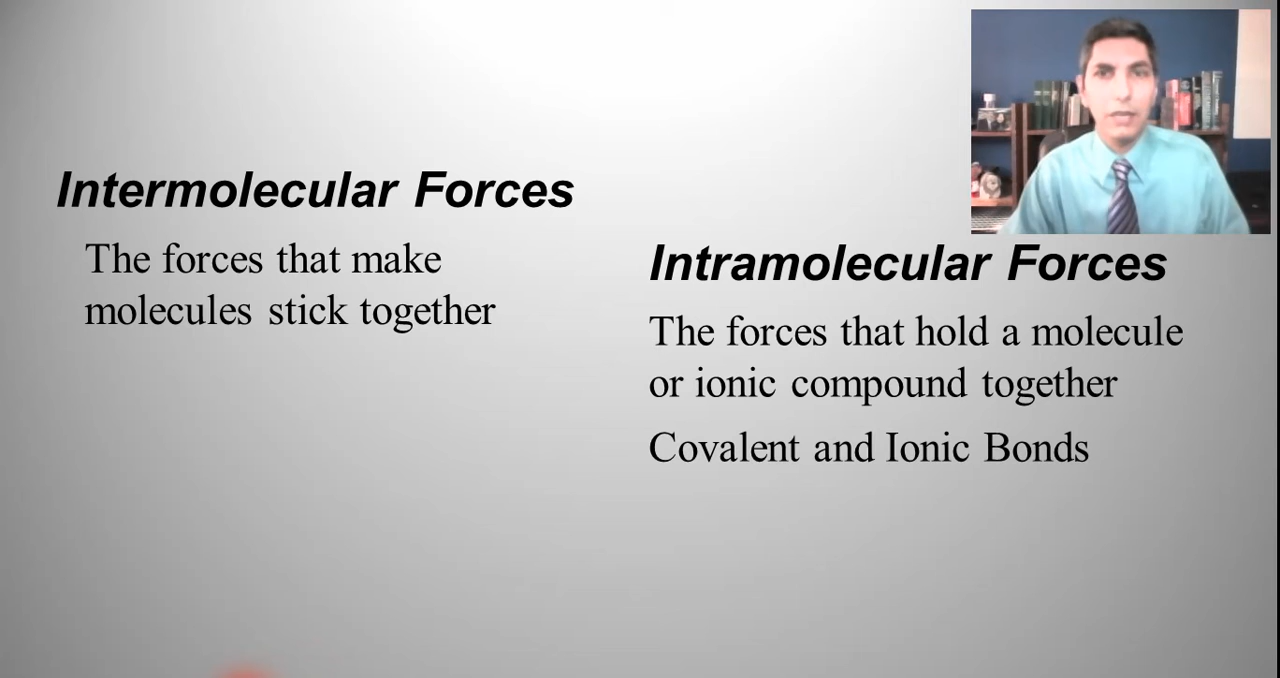 Intermolecular Forces
The forces that make
molecules stick together
Intramolecular Forces
The forces that hold a molecule
or ionic compound together
Covalent and Ionic Bonds